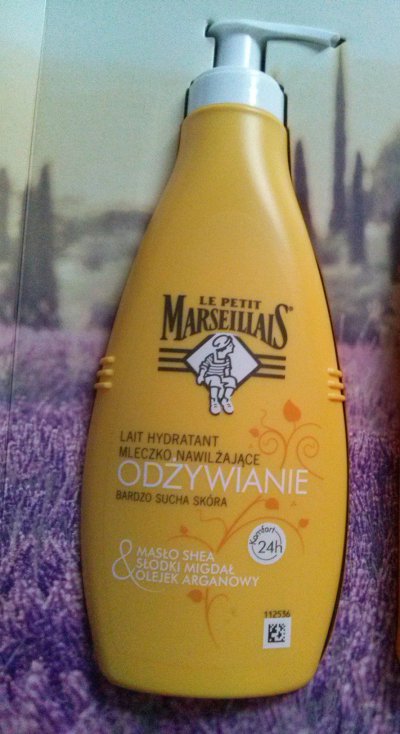 LE PETIT
MARSEILLAIS
LAIT HYDRATANT
MLECZKO NAWILŻAJĄCE
ODŻYWIANIE
BARDZO SUCHA SKÓRA
Komfort
24h
MASŁO SHEA
SŁODKI MIGDAŁ
& OLEJEK ARGANOWY
112536